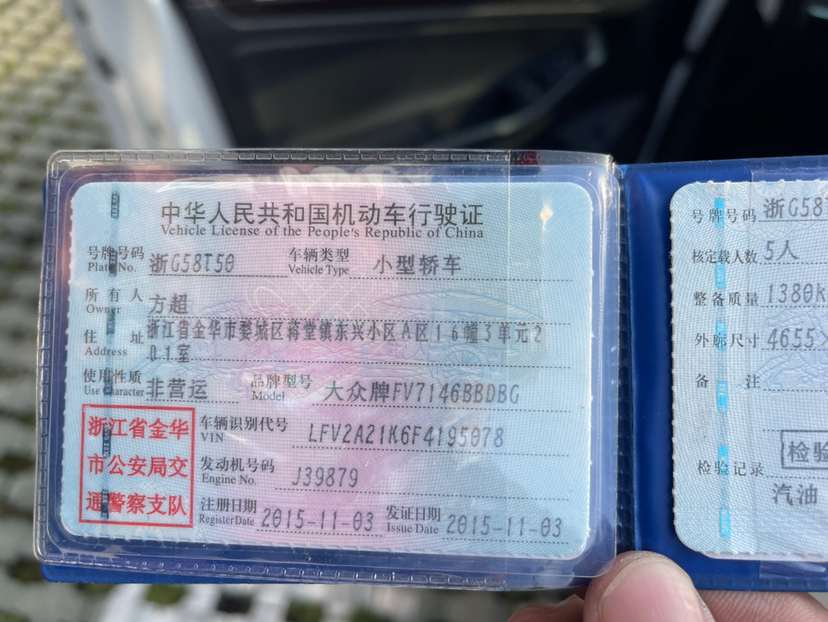 中华人民共和国机动车行驶证
Vehicle License of the People's Republic of China
号牌号码 浙G58T50 车辆类型 小型轿车
Plate No. Vehicle Type
所有人 方超
Owner
住址 浙江省金华市婺城区蒋堂镇东兴小区A区16幢3单元2
Address 01室
使用性质 非营运 品牌型号 大众牌FV7146BBDBG
Use Character Model
浙江省金华
市公安局交
通警察支队
车辆识别代号 LFV2A21K6F4195078
VIN
发动机号码 J39879
Engine No.
注册日期 2015-11-03 发证日期 2015-11-03
Register Date Issue Date
号牌号码 浙G58
核定载人数 5人
整备质量 1380k
外廓尺寸 4655×
备注
检验记录 检验
汽油